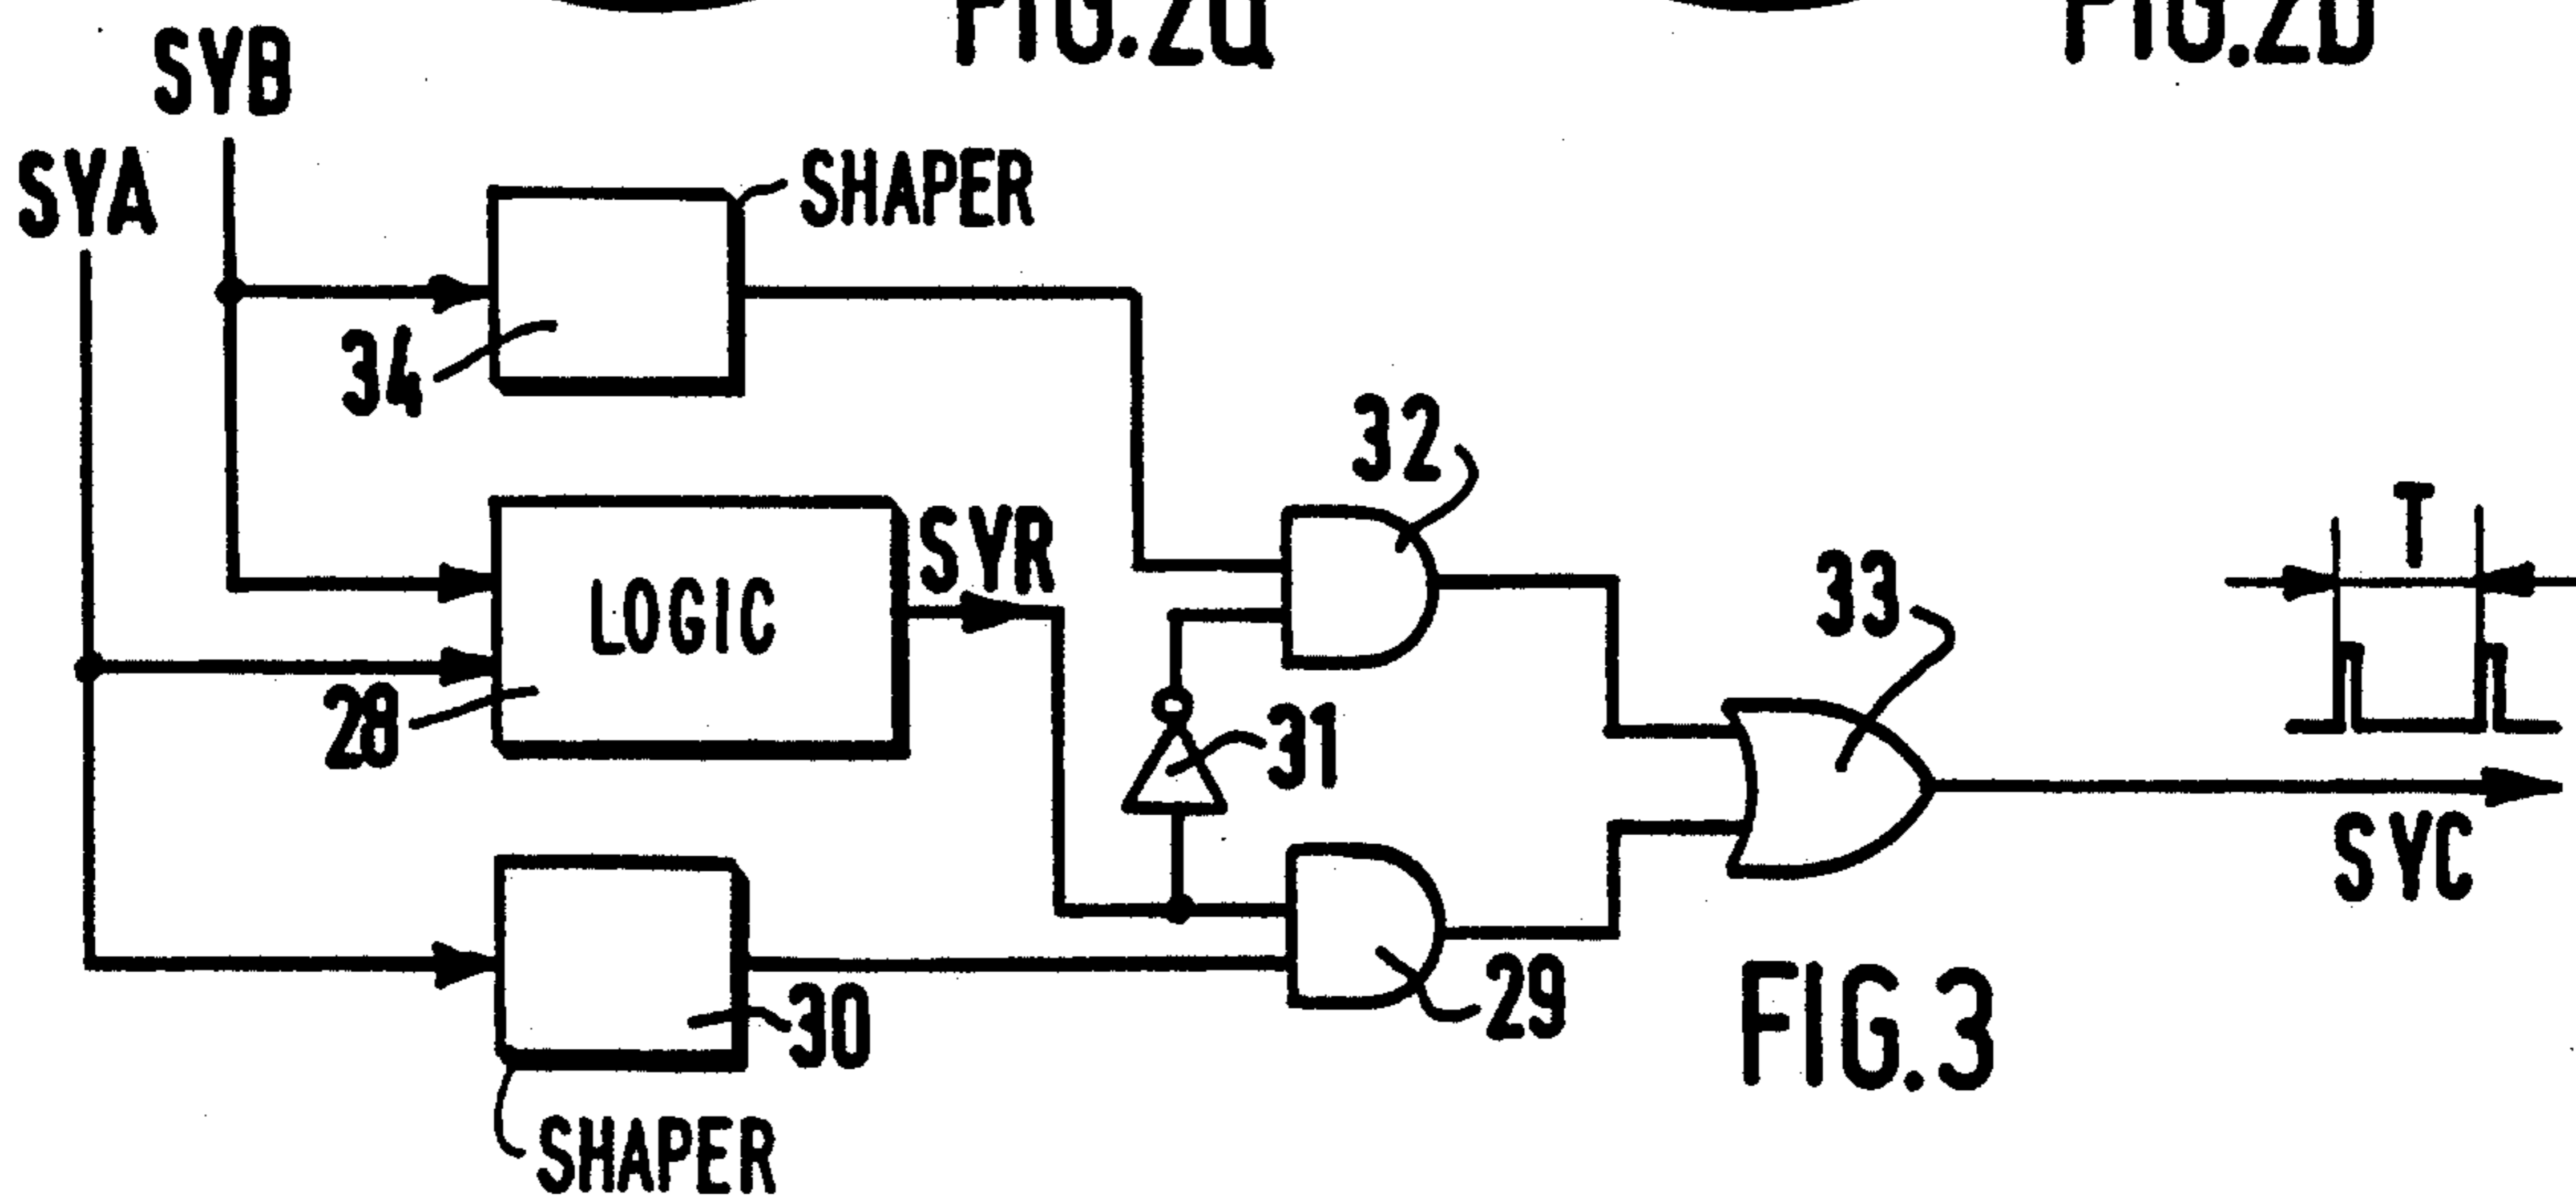 FIG.2a
FIG.2b
SYB
SYA
SHAPER
34
32
T
SYR
LOGIC
33
28
31
SYC
30
29
FIG.3
SHAPER